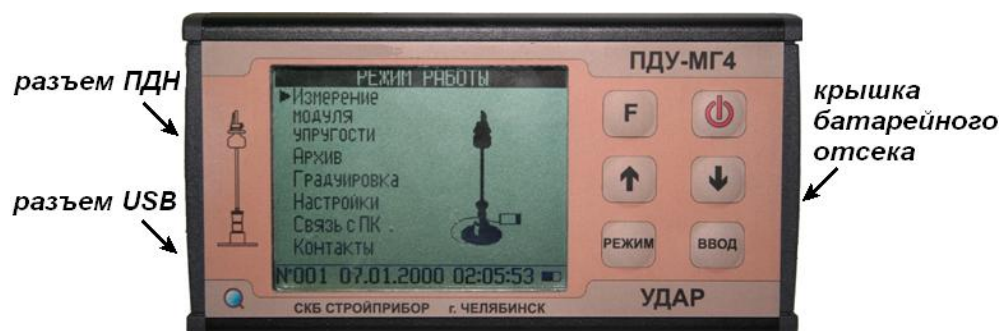 разъем ПДН
разъем USB
РЕЖИМ РАБОТЫ
Измерение
модуля
упругости
Архив
Градуировка
Настройки
Связь с ПК .
Контакты
№001 07.01.2000 02:05:53
СКБ СТРОЙПРИБОР г. ЧЕЛЯБИНСК
ПДУ-МГ4
F
РЕЖИМ
ВВОД
УДАР
крышка
батарейного
отсека